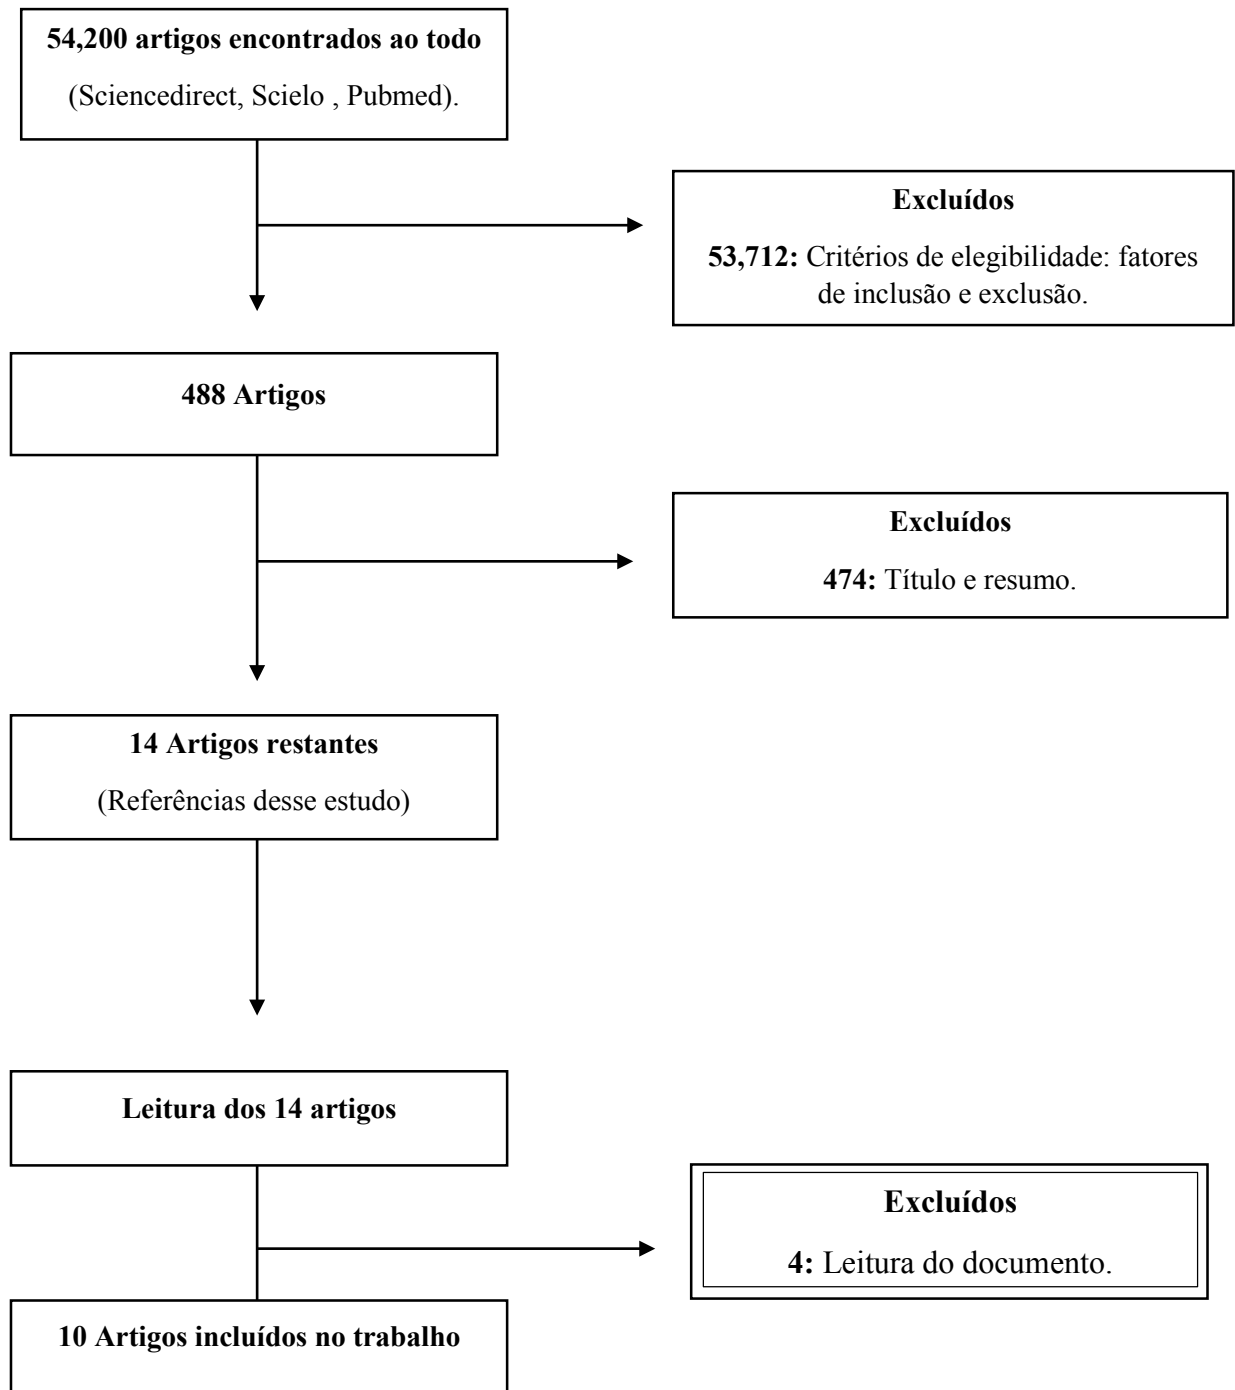 54,200 artigos encontrados ao todo
(Sciencedirect, Scielo , Pubmed).
Excluídos
53,712: Critérios de elegibilidade: fatores
de inclusão e exclusão.
488 Artigos
Excluídos
474: Título e resumo.
14 Artigos restantes
(Referências desse estudo)
Leitura dos 14 artigos
Excluídos
4: Leitura do documento.
10 Artigos incluídos no trabalho